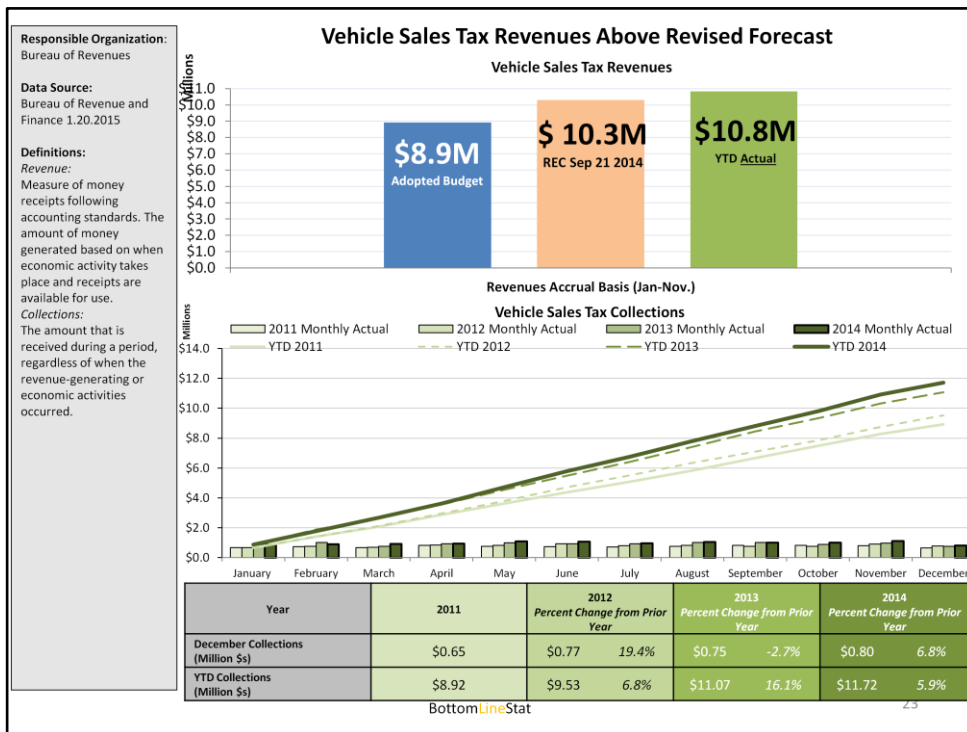 Responsible Organization:
Bureau of Revenues
Data Source:
Bureau of Revenue and
Finance 1.20.2015
Definitions:
Revenue:
Measure of money
receipts following
accounting standards. The
amount of money
generated based on when
economic activity takes
place and receipts are
available for use.
Collections:
The amount that is
received during a period,
regardless of when the
revenue-generating or
economic activities
occurred.
Vehicle Sales Tax Revenues Above Revised Forecast
Vehicle Sales Tax Revenues
Millions
$11.0
$10.0
$9.0
$8.0
$7.0
$6.0
$5.0
$4.0
$3.0
$2.0
$1.0
$0.0
$8.9M
Adopted Budget
$ 10.3M
REC Sep 21 2014
$10.8M
YTD Actual
Revenues Accrual Basis (Jan-Nov.)
Vehicle Sales Tax Collections
Millions
2011 Monthly Actual 2012 Monthly Actual 2013 Monthly Actual 2014 Monthly Actual
YTD 2011 YTD 2012 YTD 2013 YTD 2014
$14.0
$12.0
$10.0
$8.0
$6.0
$4.0
$2.0
$0.0
January February March April May June July August September October November December
Year 2011 2012 Percent Change from Prior Year 2013 Percent Change from Prior Year 2014 Percent Change from Prior Year
December Collections (Million $s) $0.65 $0.77 19.4% $0.75 -2.7% $0.80 6.8%
YTD Collections (Million $s) $8.92 $9.53 6.8% $11.07 16.1% $11.72 5.9%
BottomLineStat
23